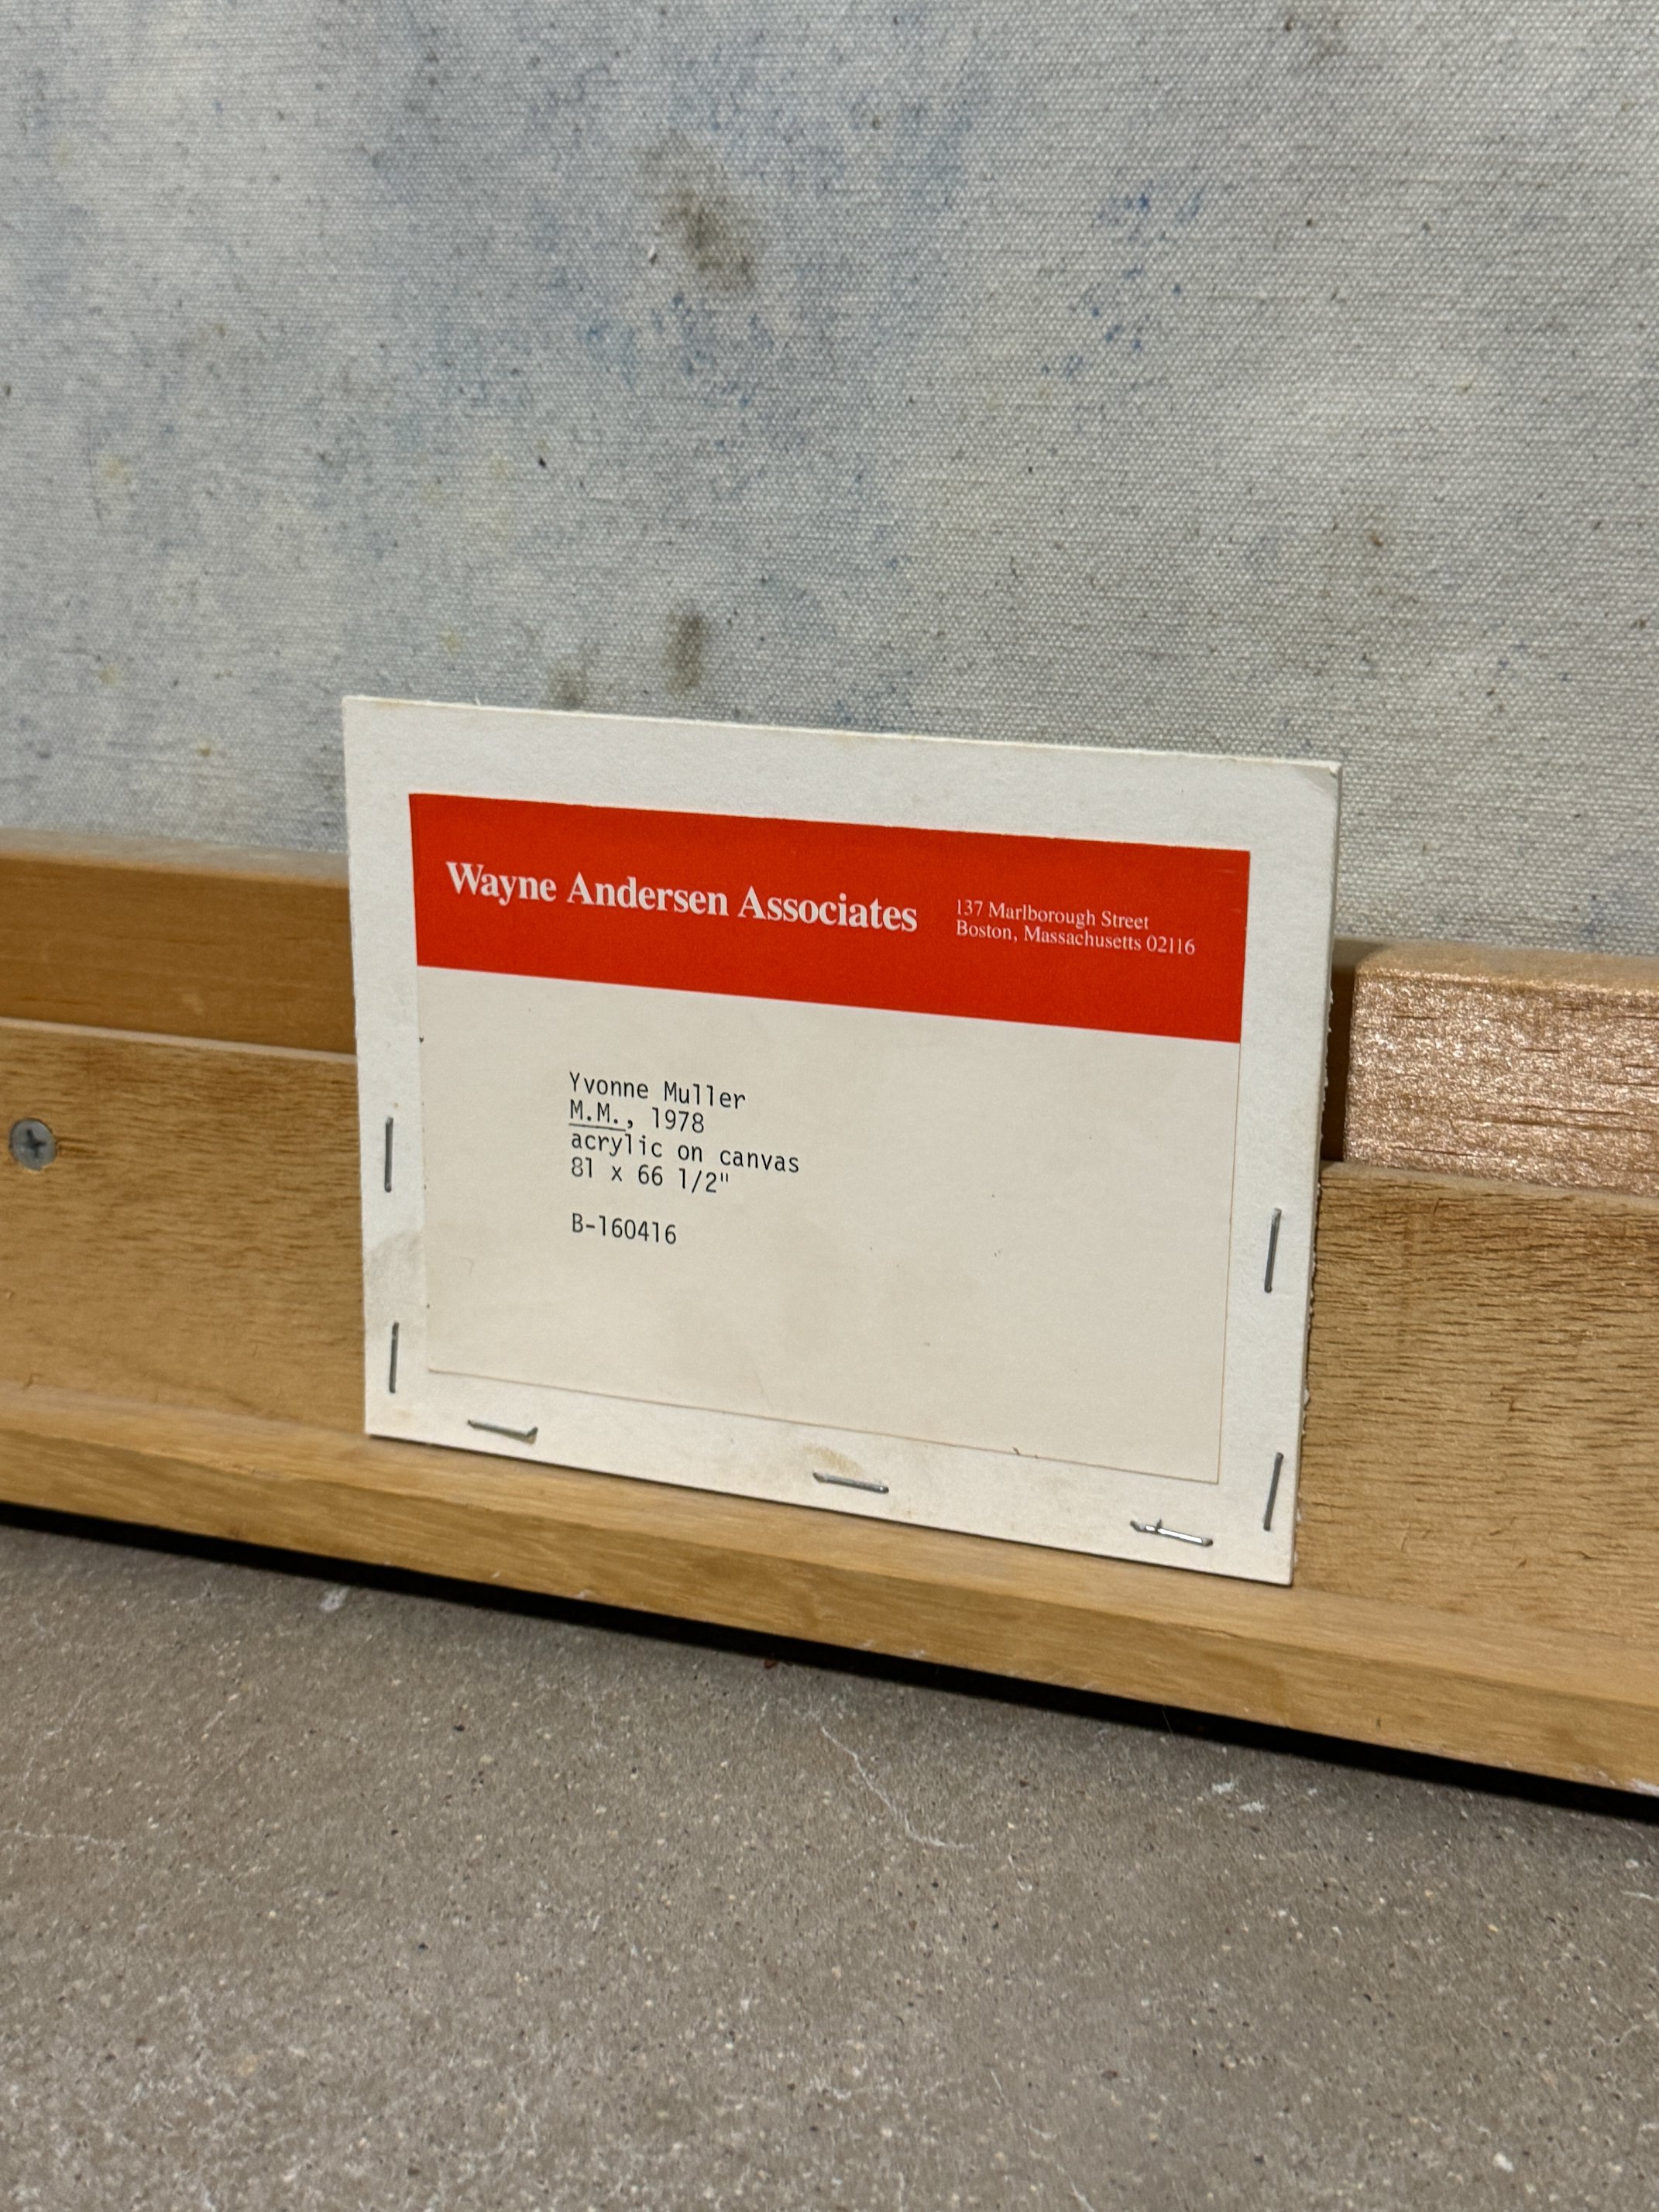 Wayne Andersen Associates
137 Marlborough Street
Boston, Massachusetts 02116
Yvonne Muller
M.M., 1978
acrylic on canvas
81 x 66 1/2"
B-160416